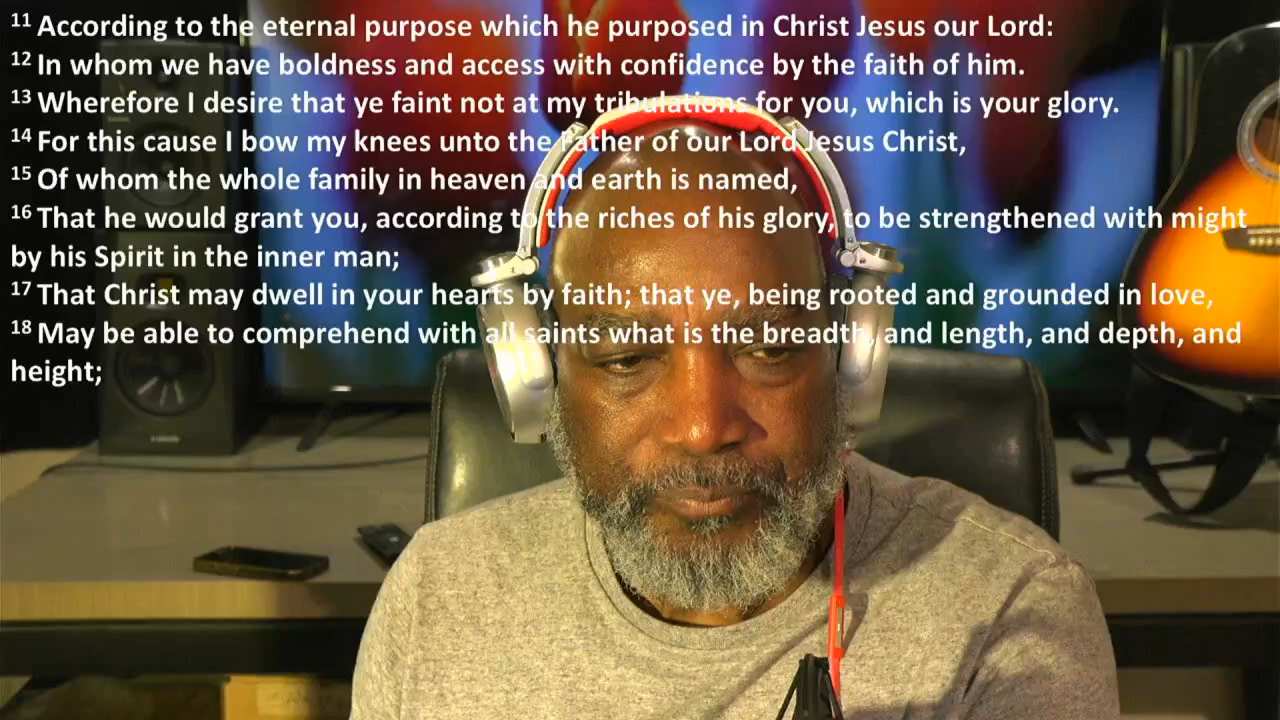 11 According to the eternal purpose which he purposed in Christ Jesus our Lord:
12 In whom we have boldness and access with confidence by the faith of him.
13 Wherefore I desire that ye faint not at my tribulations for you, which is your glory.
14 For this cause I bow my knees unto the Father of our Lord Jesus Christ,
15 Of whom the whole family in heaven and earth is named,
16 That he would grant you, according to the riches of his glory, to be strengthened with might
by his Spirit in the inner man;
17 That Christ may dwell in your hearts by faith; that ye, being rooted and grounded in love,
18 May be able to comprehend with all saints what is the breadth, and length, and depth, and
height;